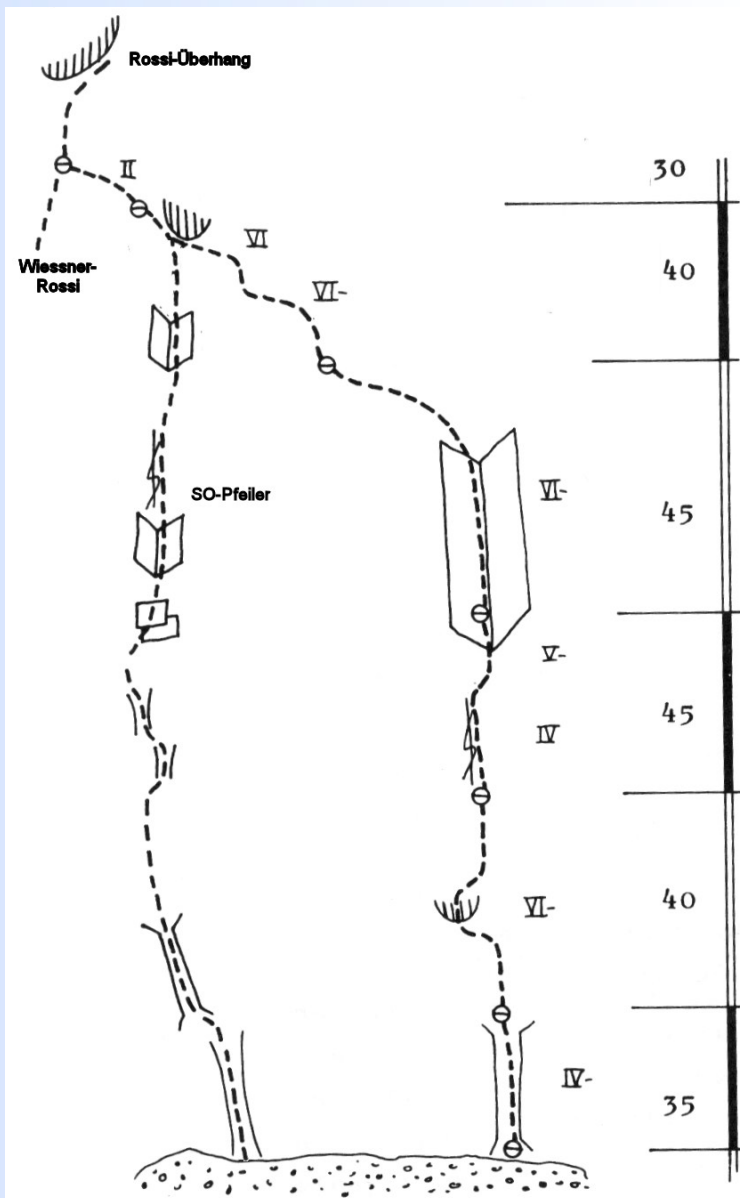 Rossi-Überhang
II
30
VI
Wiessner-
Rossi
40
VI-
SO-Pfeiler
VI-
45
V-
IV
45
VI-
40
IV-
35